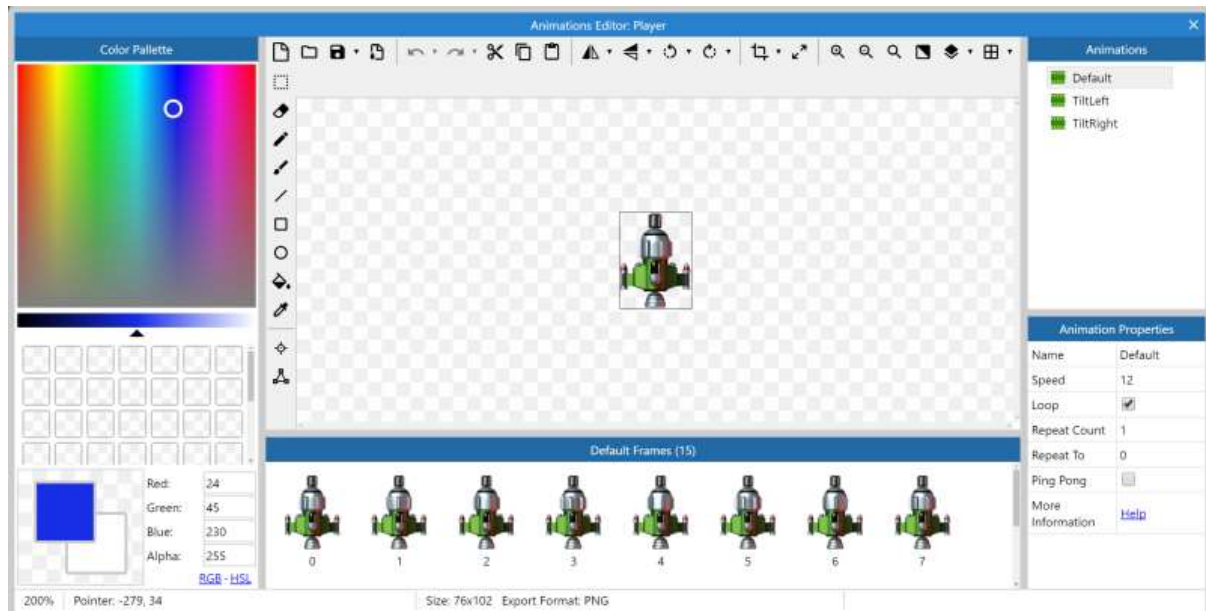 Animations Editor: Player
Color Pallette
Animations
Default
TiltLeft
TiltRight
Animation Properties
Name Default
Speed 12
Loop
Repeat Count 1
Repeat To 0
Ping Pong
More Information Help
Default Frames (15)
0 1 2 3 4 5 6 7
Red: 24
Green: 45
Blue: 230
Alpha: 255
RGB - HSL
200% Pointer: -279, 34 Size: 76x102 Export Format: PNG